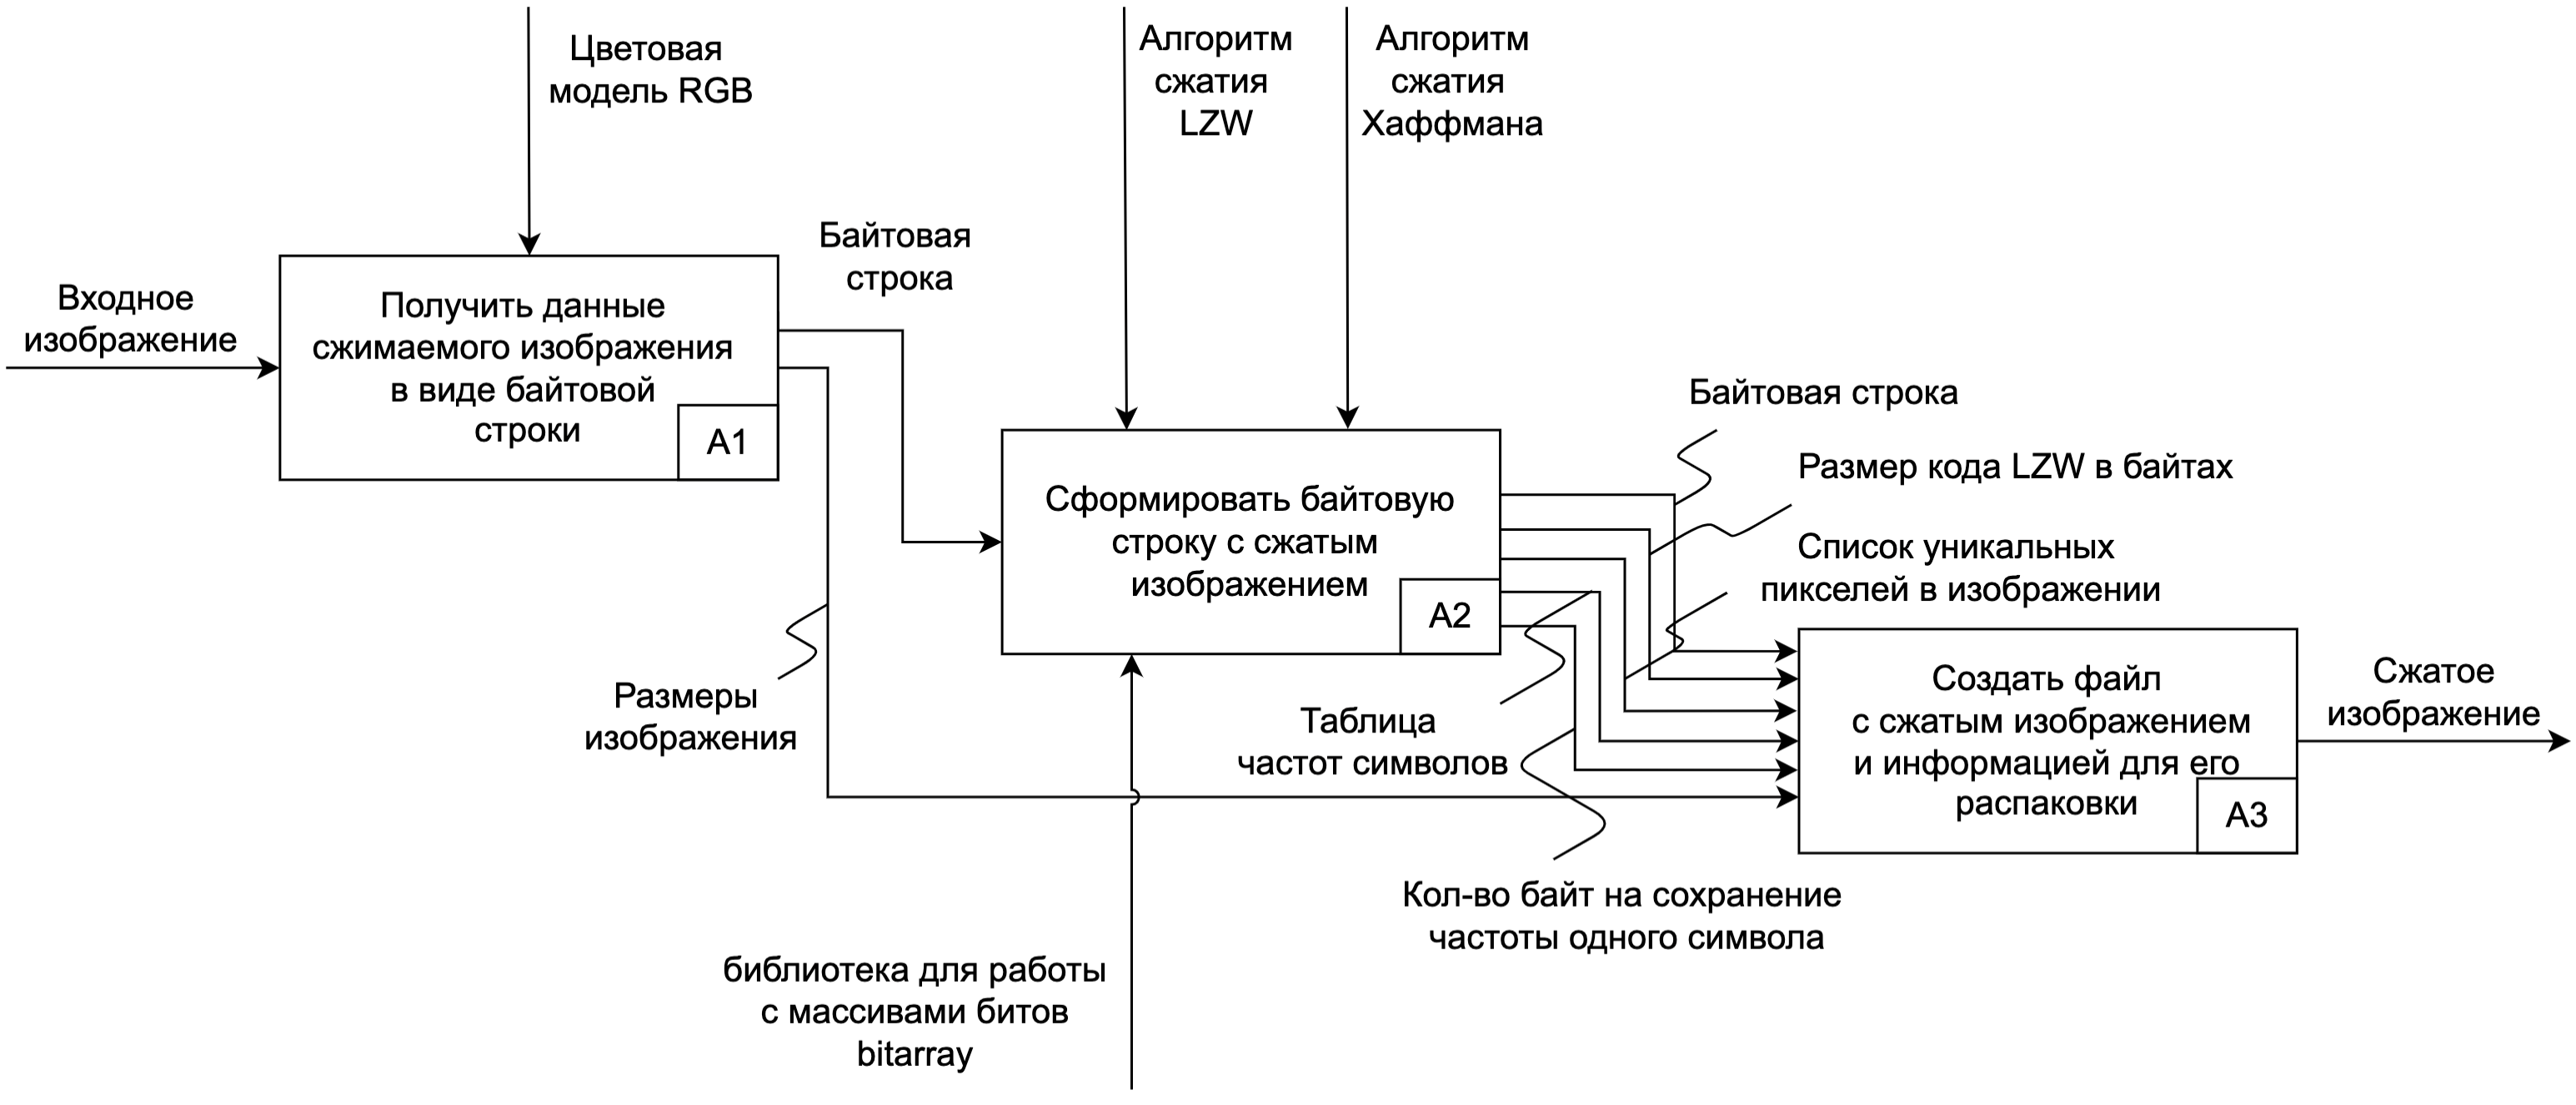 Цветовая
модель RGB
Алгоритм
сжатия
LZW
Алгоритм
сжатия
Хаффмана
Входное
изображение
Получить данные
сжимаемого изображения
в виде байтовой
строки
A1
Байтовая
строка
Размеры
изображения
Сформировать байтовую
строку с сжатым
изображением
A2
Байтовая строка
Размер кода LZW в байтах
Список уникальных
пикселей в изображении
Таблица
частот символов
Кол-во байт на сохранение
частоты одного символа
библиотека для работы
с массивами битов
bitarray
Создать файл
с сжатым изображением
и информацией для его
распаковки
A3
Сжатое
изображение